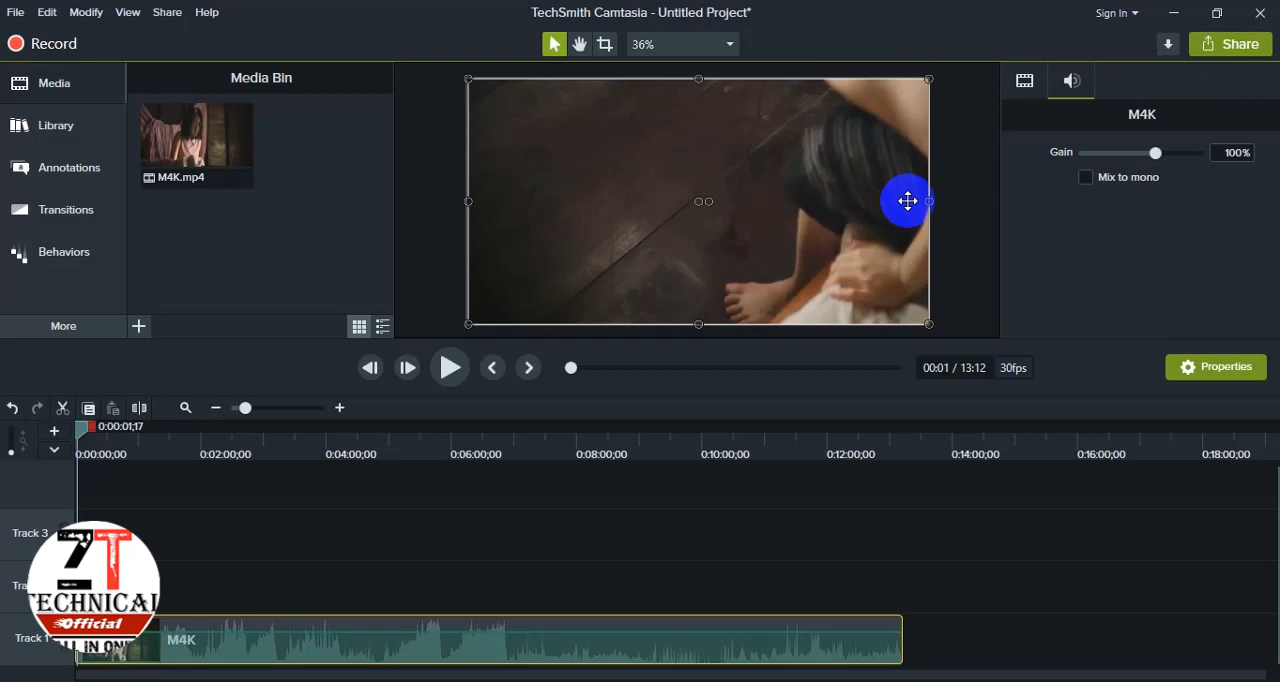 File Edit Modify View Share Help
TechSmith Camtasia - Untitled Project*
Sign In
Record
36%
Share
Media
Library
Annotations
Transitions
Behaviors
More
Media Bin
M4K.mp4
M4K
Gain 100%
Mix to mono
00:01 / 13:12 30fps
Properties
0:00:01;17
0:00:00;00 0:02:00;00 0:04:00;00 0:06:00;00 0:08:00;00 0:10:00;00 0:12:00;00 0:14:00;00 0:16:00;00 0:18:00;00
Track 3
Track 1
M4K
ZT
TECHNICAL
Official
ALL IN ONE